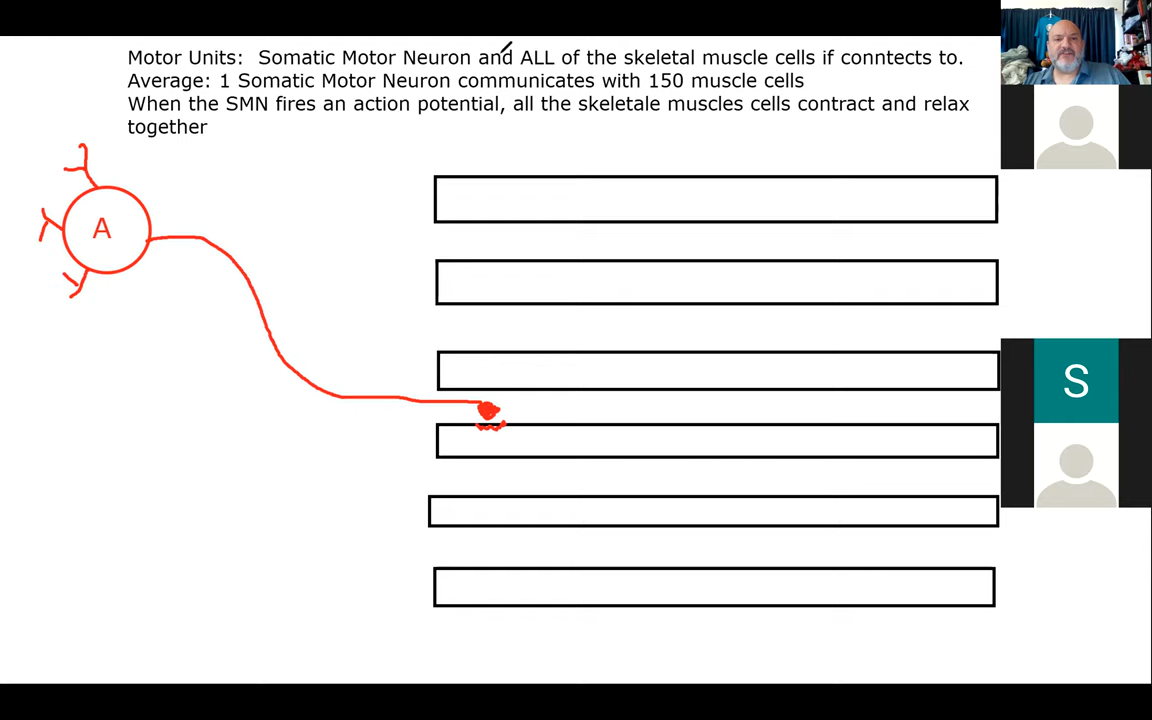 Motor Units:  Somatic Motor Neuron and ALL of the skeletal muscle cells if conntects to.
Average: 1 Somatic Motor Neuron communicates with 150 muscle cells
When the SMN fires an action potential, all the skeletale muscles cells contract and relax
together
A
S